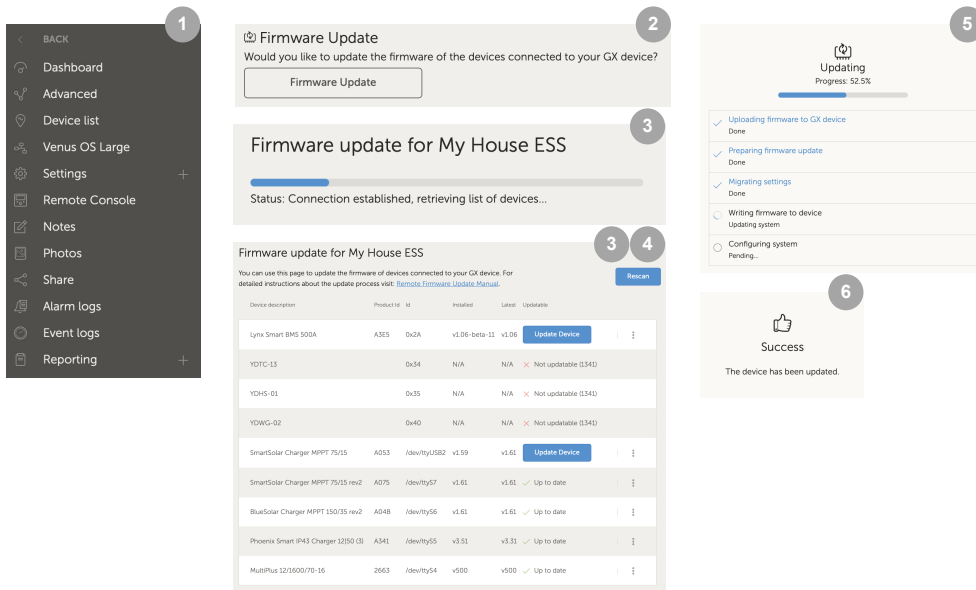 1
BACK
Dashboard
Advanced
Device list
Venus OS Large
Settings
Remote Console
Notes
Photos
Share
Alarm logs
Event logs
Reporting
2
Firmware Update
Would you like to update the firmware of the devices connected to your GX device?
Firmware Update
3
Firmware update for My House ESS
Status: Connection established, retrieving list of devices...
3 4
Firmware update for My House ESS
You can use this page to update the firmware of devices connected to your GX device. For
detailed instructions about the update process visit: Remote Firmware Update Manual.
Rescan
Device description Product Id Id Installed Latest Updatable
Lynx Smart BMS 500A A3E5 0x2A v1.06-beta-11 v1.06 Update Device
YDTC-13 0x34 N/A N/A Not updatable (1341)
YDHS-01 0x35 N/A N/A Not updatable (1341)
YDWG-02 0x40 N/A N/A Not updatable (1341)
SmartSolar Charger MPPT 75/15 A053 /dev/ttyUSB2 v1.59 v1.61 Update Device
SmartSolar Charger MPPT 75/15 rev2 A075 /dev/ttyS7 v1.61 v1.61 Up to date
BlueSolar Charger MPPT 150/35 rev2 A04B /dev/ttyS6 v1.61 v1.61 Up to date
Phoenix Smart IP43 Charger 12|50 (3) A341 /dev/ttyS5 v3.51 v3.31 Up to date
MultiPlus 12/1600/70-16 2663 /dev/ttyS4 v500 v500 Up to date
5
Updating
Progress: 52.5%
Uploading firmware to GX device
Done
Preparing firmware update
Done
Migrating settings
Done
Writing firmware to device
Updating system
Configuring system
Pending...
6
Success
The device has been updated.